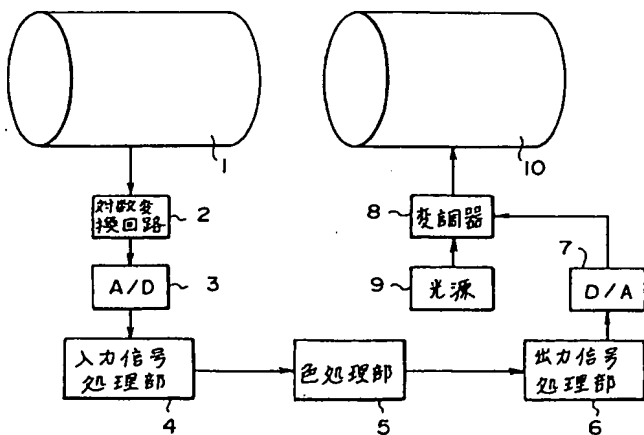 1
10
対数変
換回路
2
8
変調器
7
A/D
3
9
光源
D/A
入力信号
処理部
4
色処理部
5
出力信号
処理部
6